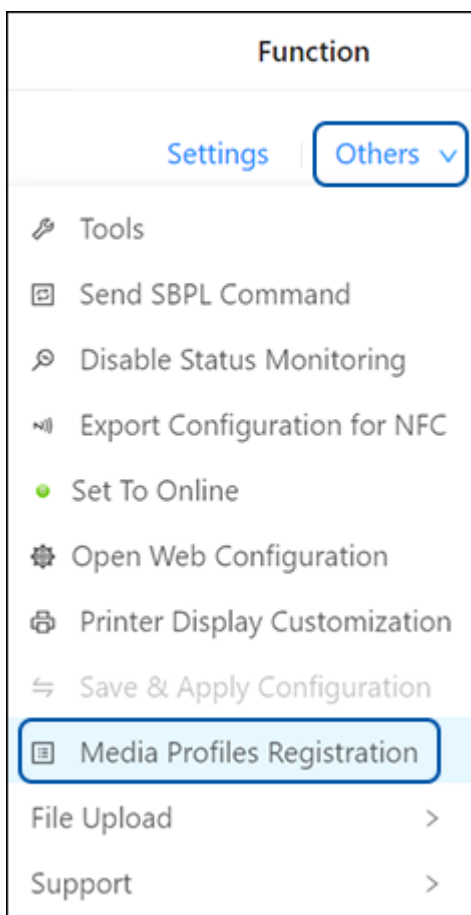 Function
Settings Others
Tools
Send SBPL Command
Disable Status Monitoring
Export Configuration for NFC
Set To Online
Open Web Configuration
Printer Display Customization
Save & Apply Configuration
Media Profiles Registration
File Upload
Support